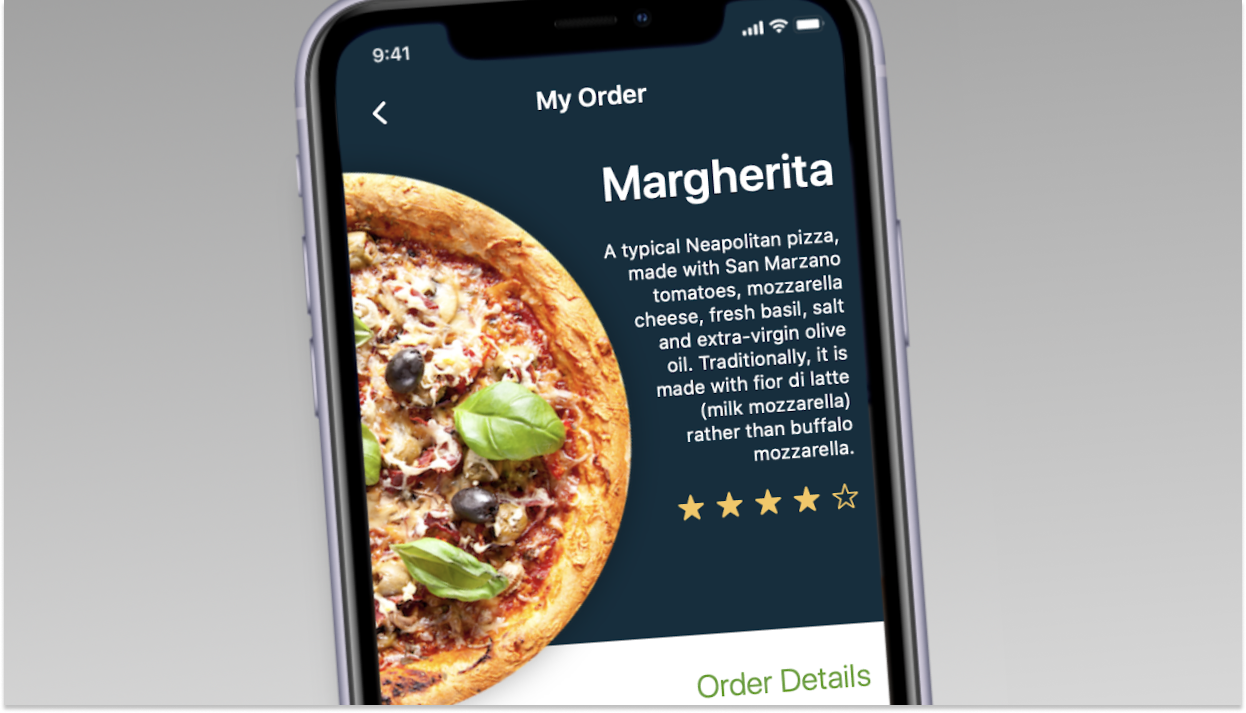 9:41
My Order
Margherita
A typical Neapolitan pizza,
made with San Marzano
tomatoes, mozzarella
cheese, fresh basil, salt
and extra-virgin olive
oil. Traditionally, it is
made with fior di latte
(milk mozzarella)
rather than buffalo
mozzarella.
Order Details